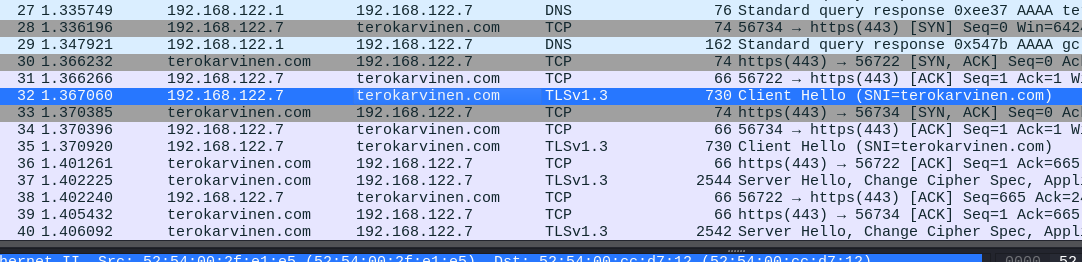 27 1.335749 192.168.122.1 192.168.122.7 DNS 76 Standard query response 0xee37 AAAA te
28 1.336196 192.168.122.7 terokarvinen.com TCP 74 56734 → https(443) [SYN] Seq=0 Win=642
29 1.347921 192.168.122.1 192.168.122.7 DNS 162 Standard query response 0x547b AAAA gc
30 1.366232 terokarvinen.com 192.168.122.7 TCP 74 https(443) → 56722 [SYN, ACK] Seq=0 Ac
31 1.366266 192.168.122.7 terokarvinen.com TCP 66 56722 → https(443) [ACK] Seq=1 Ack=1 Wi
32 1.367060 192.168.122.7 terokarvinen.com TLSv1.3 730 Client Hello (SNI=terokarvinen.com)
33 1.370385 terokarvinen.com 192.168.122.7 TCP 74 https(443) → 56734 [SYN, ACK] Seq=0 Ac
34 1.370396 192.168.122.7 terokarvinen.com TCP 66 56734 → https(443) [ACK] Seq=1 Ack=1 Wi
35 1.370920 192.168.122.7 terokarvinen.com TLSv1.3 730 Client Hello (SNI=terokarvinen.com)
36 1.401261 terokarvinen.com 192.168.122.7 TCP 66 https(443) → 56722 [ACK] Seq=1 Ack=665
37 1.402225 terokarvinen.com 192.168.122.7 TLSv1.3 2544 Server Hello, Change Cipher Spec, Appl
38 1.402240 192.168.122.7 terokarvinen.com TCP 66 56722 → https(443) [ACK] Seq=665 Ack=24
39 1.405432 terokarvinen.com 192.168.122.7 TCP 66 https(443) → 56734 [ACK] Seq=1 Ack=665
40 1.406092 terokarvinen.com 192.168.122.7 TLSv1.3 2542 Server Hello, Change Cipher Spec, Appl
hernet II, Src: 52:54:00:2f:e1:e5 (52:54:00:2f:e1:e5), Dst: 52:54:00:cc:d7:12 (52:54:00:cc:d7:12) 0000 52